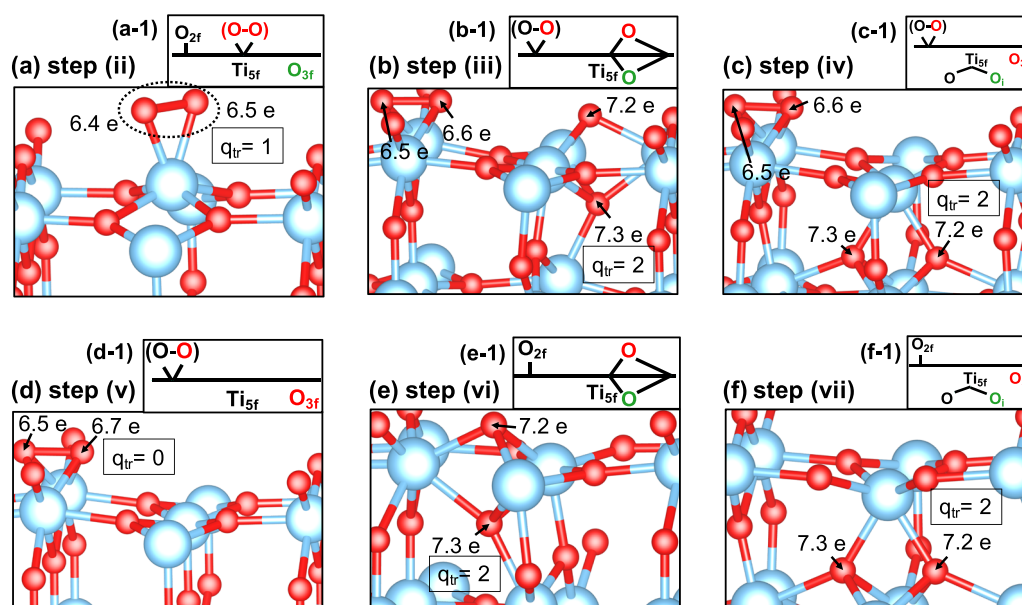 (a-1)
O2f
(O-O)
Ti5f
O3f
(a) step (ii)
6.4 e
6.5 e
qtr= 1
(b-1)
(O-O)
O
Ti5f
O
(b) step (iii)
7.2 e
6.6 e
6.5 e
7.3 e
qtr= 2
(c-1)
(O-O)
O
Ti5f
O
Oi
(c) step (iv)
6.6 e
6.5 e
qtr= 2
7.3 e
7.2 e
(d-1)
(O-O)
Ti5f
O3f
(d) step (v)
6.5 e
6.7 e
qtr= 0
(e-1)
O2f
O
Ti5f
O
(e) step (vi)
7.2 e
7.3 e
qtr= 2
(f-1)
O2f
Ti5f
O
O
Oi
(f) step (vii)
qtr= 2
7.3 e
7.2 e